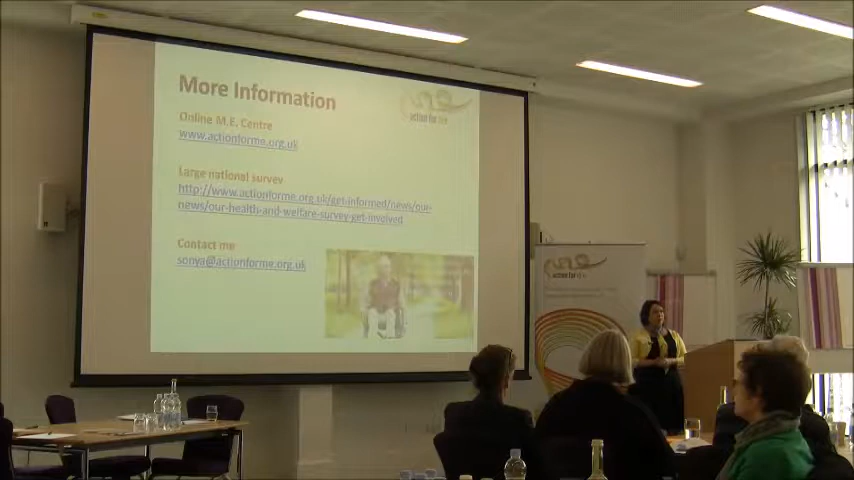 More Information
action for m.e.
Online M.E. Centre
www.actionforme.org.uk
Large national survey
http://www.actionforme.org.uk/get-informed/news/our-
news/our-health-and-welfare-survey-get-involved
Contact me
sonya@actionforme.org.uk
action for m.e.